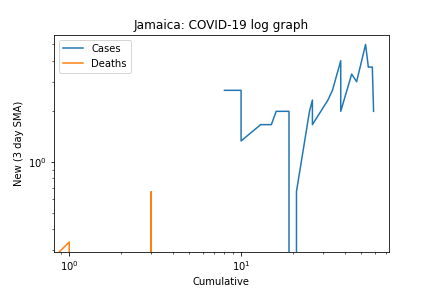 Jamaica: COVID-19 log graph
Cases
Deaths
New (3 day SMA)
10⁰
10⁰
10¹
Cumulative